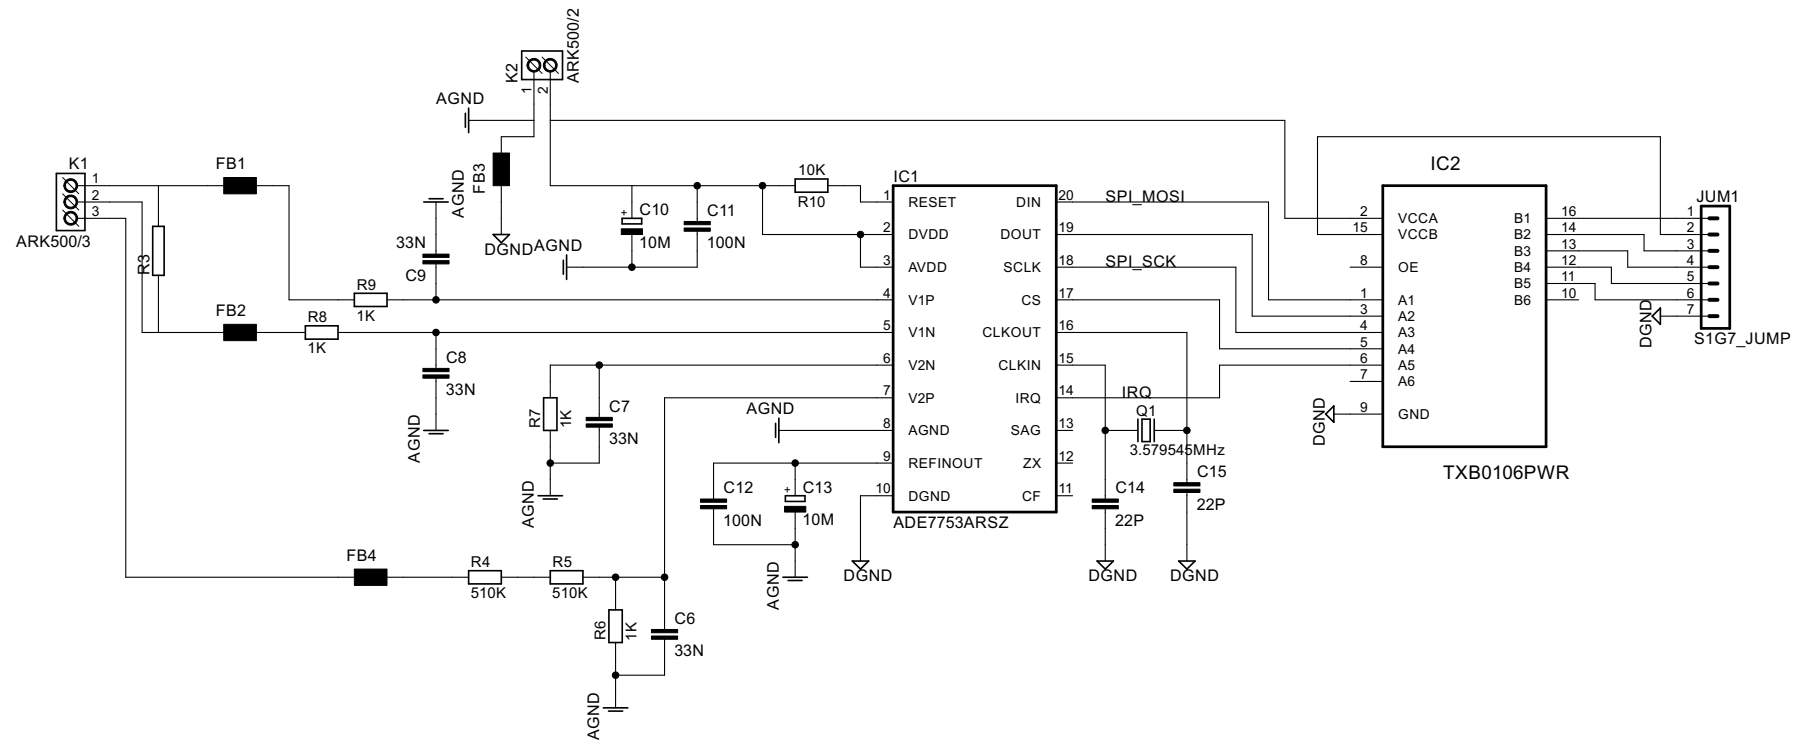 K2
ARK500/2
1
2
AGND
K1
1
2
3
ARK500/3
FB1
FB2
R3
FB3
DGND
AGND
33N
C9
R9
1K
R8
1K
C8
33N
AGND
AGND
C10
10M
C11
100N
10K
R10
IC1
1 RESET DIN 20
2 DVDD DOUT 19
3 AVDD SCLK 18
4 V1P CS 17
5 V1N CLKOUT 16
6 V2N CLKIN 15
7 V2P IRQ 14
8 AGND SAG 13
9 REFINOUT ZX 12
10 DGND CF 11
ADE7753ARSZ
SPI_MOSI
SPI_SCK
IRQ
Q1
3.579545MHz
C14
22P
C15
22P
DGND
DGND
R7
1K
C7
33N
AGND
AGND
C12
100N
C13
10M
AGND
DGND
FB4
R4
510K
R5
510K
R6
1K
C6
33N
AGND
IC2
2 VCCA B1 16
15 VCCB B2 14
B3 13
8 OE B4 12
B5 11
1 A1 B6 10
3 A2
4 A3
5 A4
6 A5
7 A6
9 GND
DGND
TXB0106PWR
JUM1
1
2
3
4
5
6
7
DGND
S1G7_JUMP